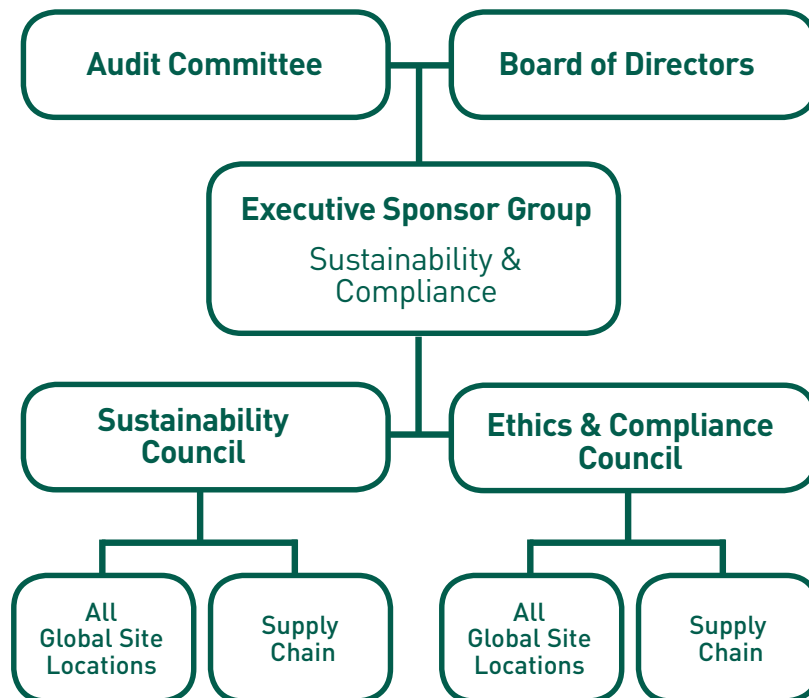 Audit Committee
Board of Directors
Executive Sponsor Group
Sustainability &
Compliance
Sustainability
Council
Ethics & Compliance
Council
All
Global Site
Locations
Supply
Chain
All
Global Site
Locations
Supply
Chain